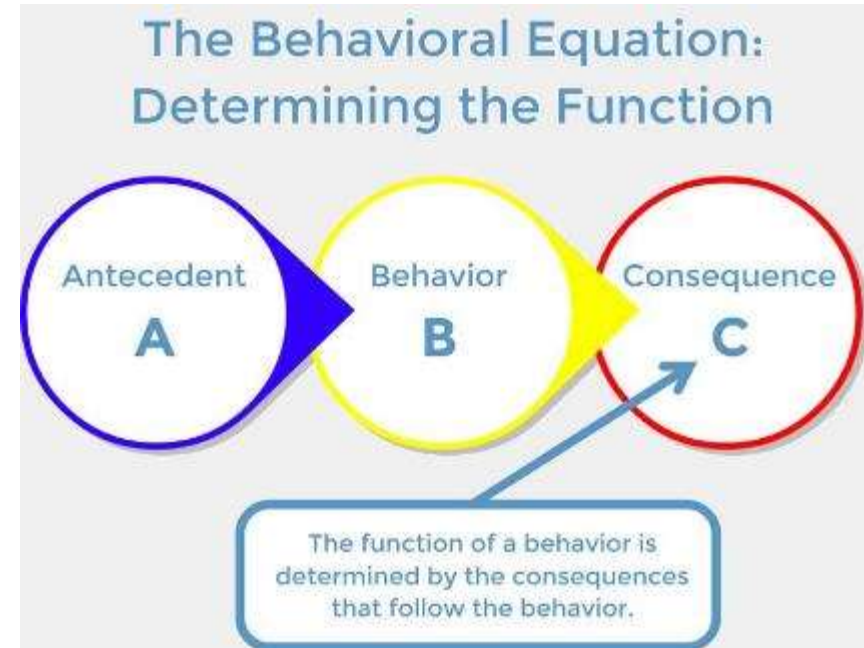 The Behavioral Equation:
Determining the Function
Antecedent
A
Behavior
B
Consequence
C
The function of a behavior is
determined by the consequences
that follow the behavior.